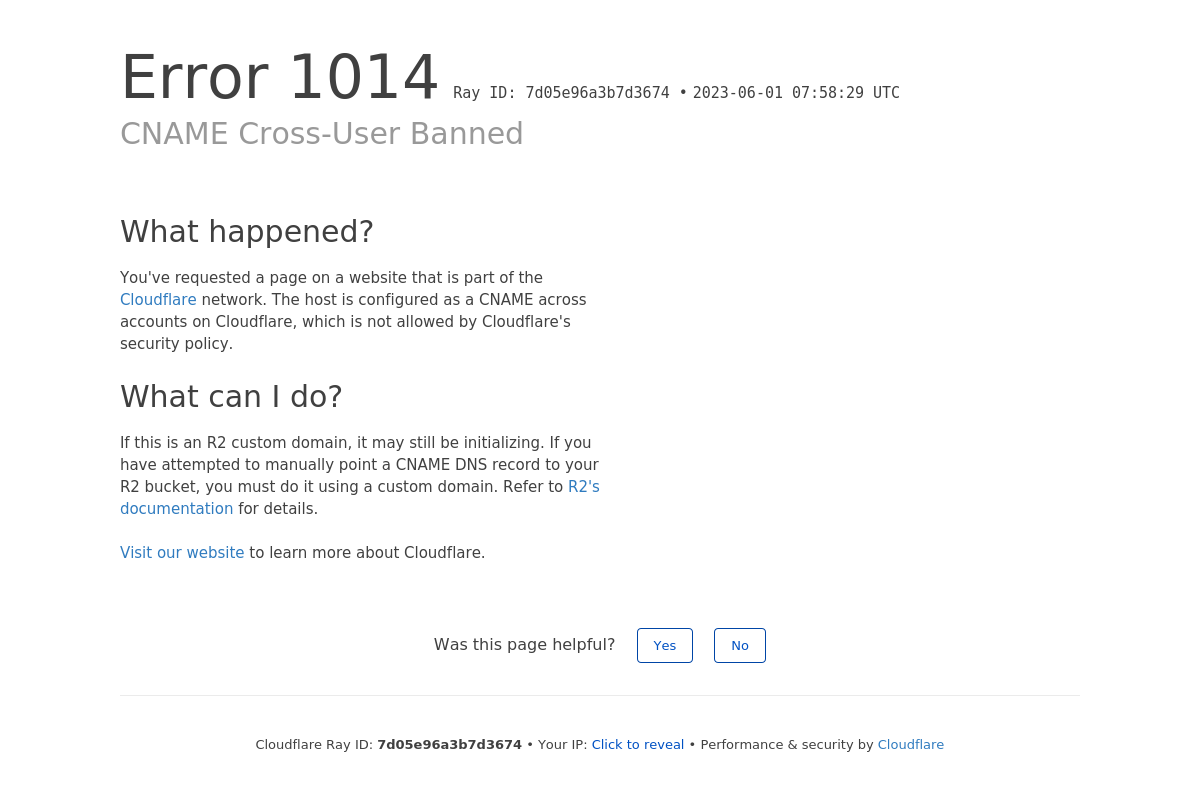 Error 1014 Ray ID: 7d05e96a3b7d3674 • 2023-06-01 07:58:29 UTC
CNAME Cross-User Banned
What happened?
You've requested a page on a website that is part of the
Cloudflare network. The host is configured as a CNAME across
accounts on Cloudflare, which is not allowed by Cloudflare's
security policy.
What can I do?
If this is an R2 custom domain, it may still be initializing. If you
have attempted to manually point a CNAME DNS record to your
R2 bucket, you must do it using a custom domain. Refer to R2's
documentation for details.
Visit our website to learn more about Cloudflare.
Was this page helpful? Yes No
Cloudflare Ray ID: 7d05e96a3b7d3674 • Your IP: Click to reveal • Performance & security by Cloudflare